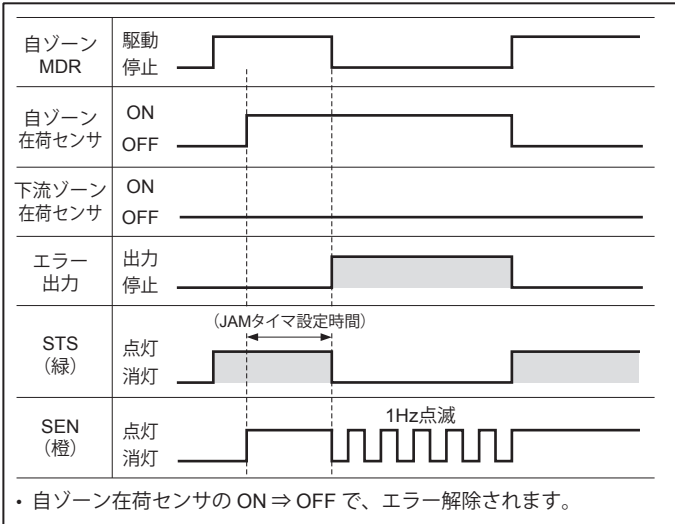 自ゾーン
MDR
駆動
停止
自ゾーン
在荷センサ
ON
OFF
下流ゾーン
在荷センサ
ON
OFF
エラー
出力
出力
停止
(JAMタイマ設定時間)
STS
(緑)
点灯
消灯
1Hz点滅
SEN
(橙)
点灯
消灯
・自ゾーン在荷センサの ON ⇒ OFF で、エラー解除されます。